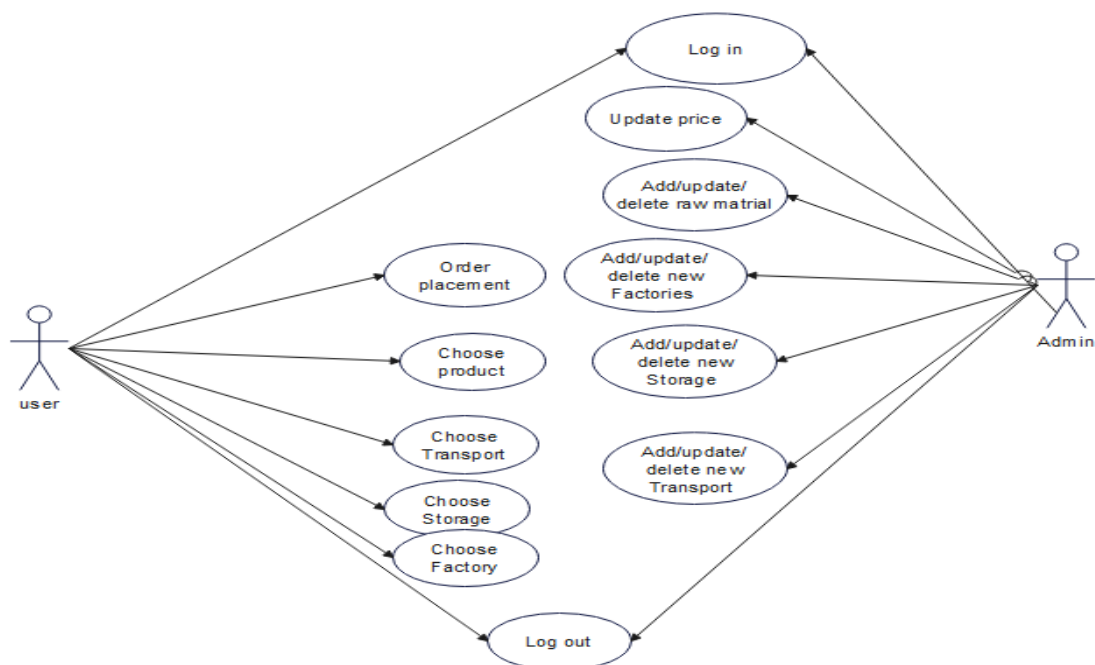 Log in
Update price
Add/update/
delete raw matrial
Order
placement
Add/update/
delete new
Factories
Choose
product
Add/update/
delete new
Storage
user
Admin
Choose
Transport
Add/update/
delete new
Transport
Choose
Storage
Choose
Factory
Log out